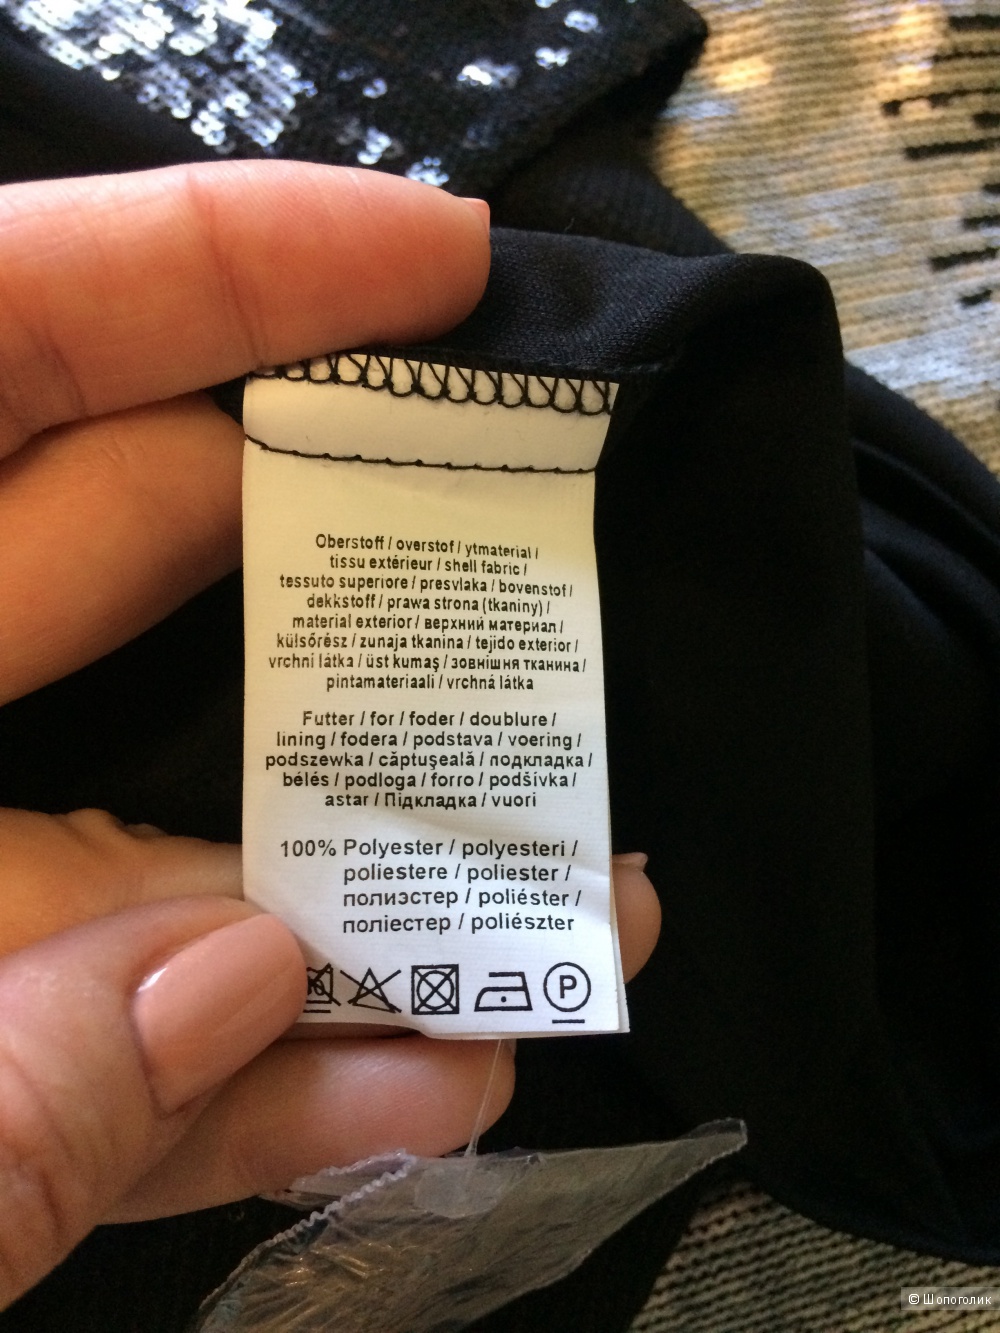 Oberstoff / overstof / ytmaterial /
tissu extérieur / shell fabric /
tessuto superiore / presvlaka / bovenstof /
dekkstoff / prawa strona (tkaniny) /
material exterior / верхний материал /
külsőrész / zunaja tkanina / tejido exterior /
vrchní látka / üst kumaş / зовнішня тканина /
pintamateriaali / vrchná látka
Futter / for / foder / doublure /
lining / fodera / podstava / voering /
podszewka / căptuşeală / подкладка /
bélés / podloga / forro / podšívka /
astar / Підкладка / vuori
100% Polyester / polyesteri /
poliestere / poliester /
полиэстер / poliéster /
поліестер / poliészter
P
© Шопоголик